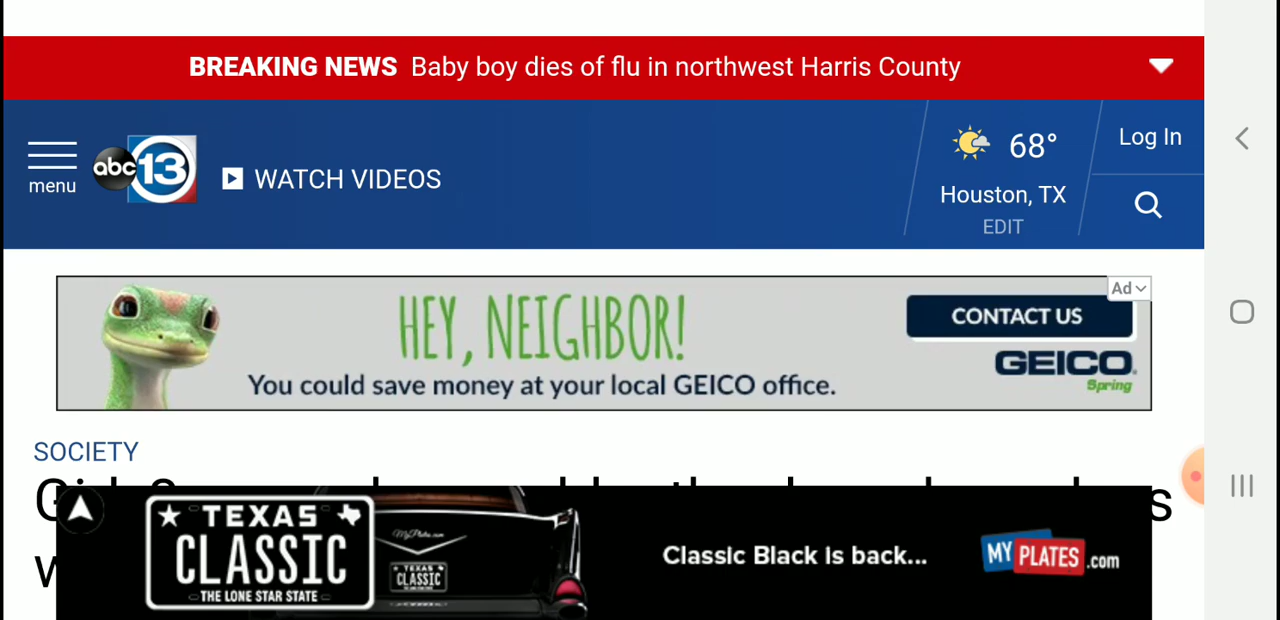 BREAKING NEWS Baby boy dies of flu in northwest Harris County
menu
abc 13
WATCH VIDEOS
68°
Houston, TX
EDIT
Log In
Ad
HEY, NEIGHBOR!
You could save money at your local GEICO office.
CONTACT US
GEICO
Spring
SOCIETY
TEXAS
CLASSIC
THE LONE STAR STATE
MyPlates.com
TEXAS
CLASSIC
Classic Black is back...
MY PLATES .com